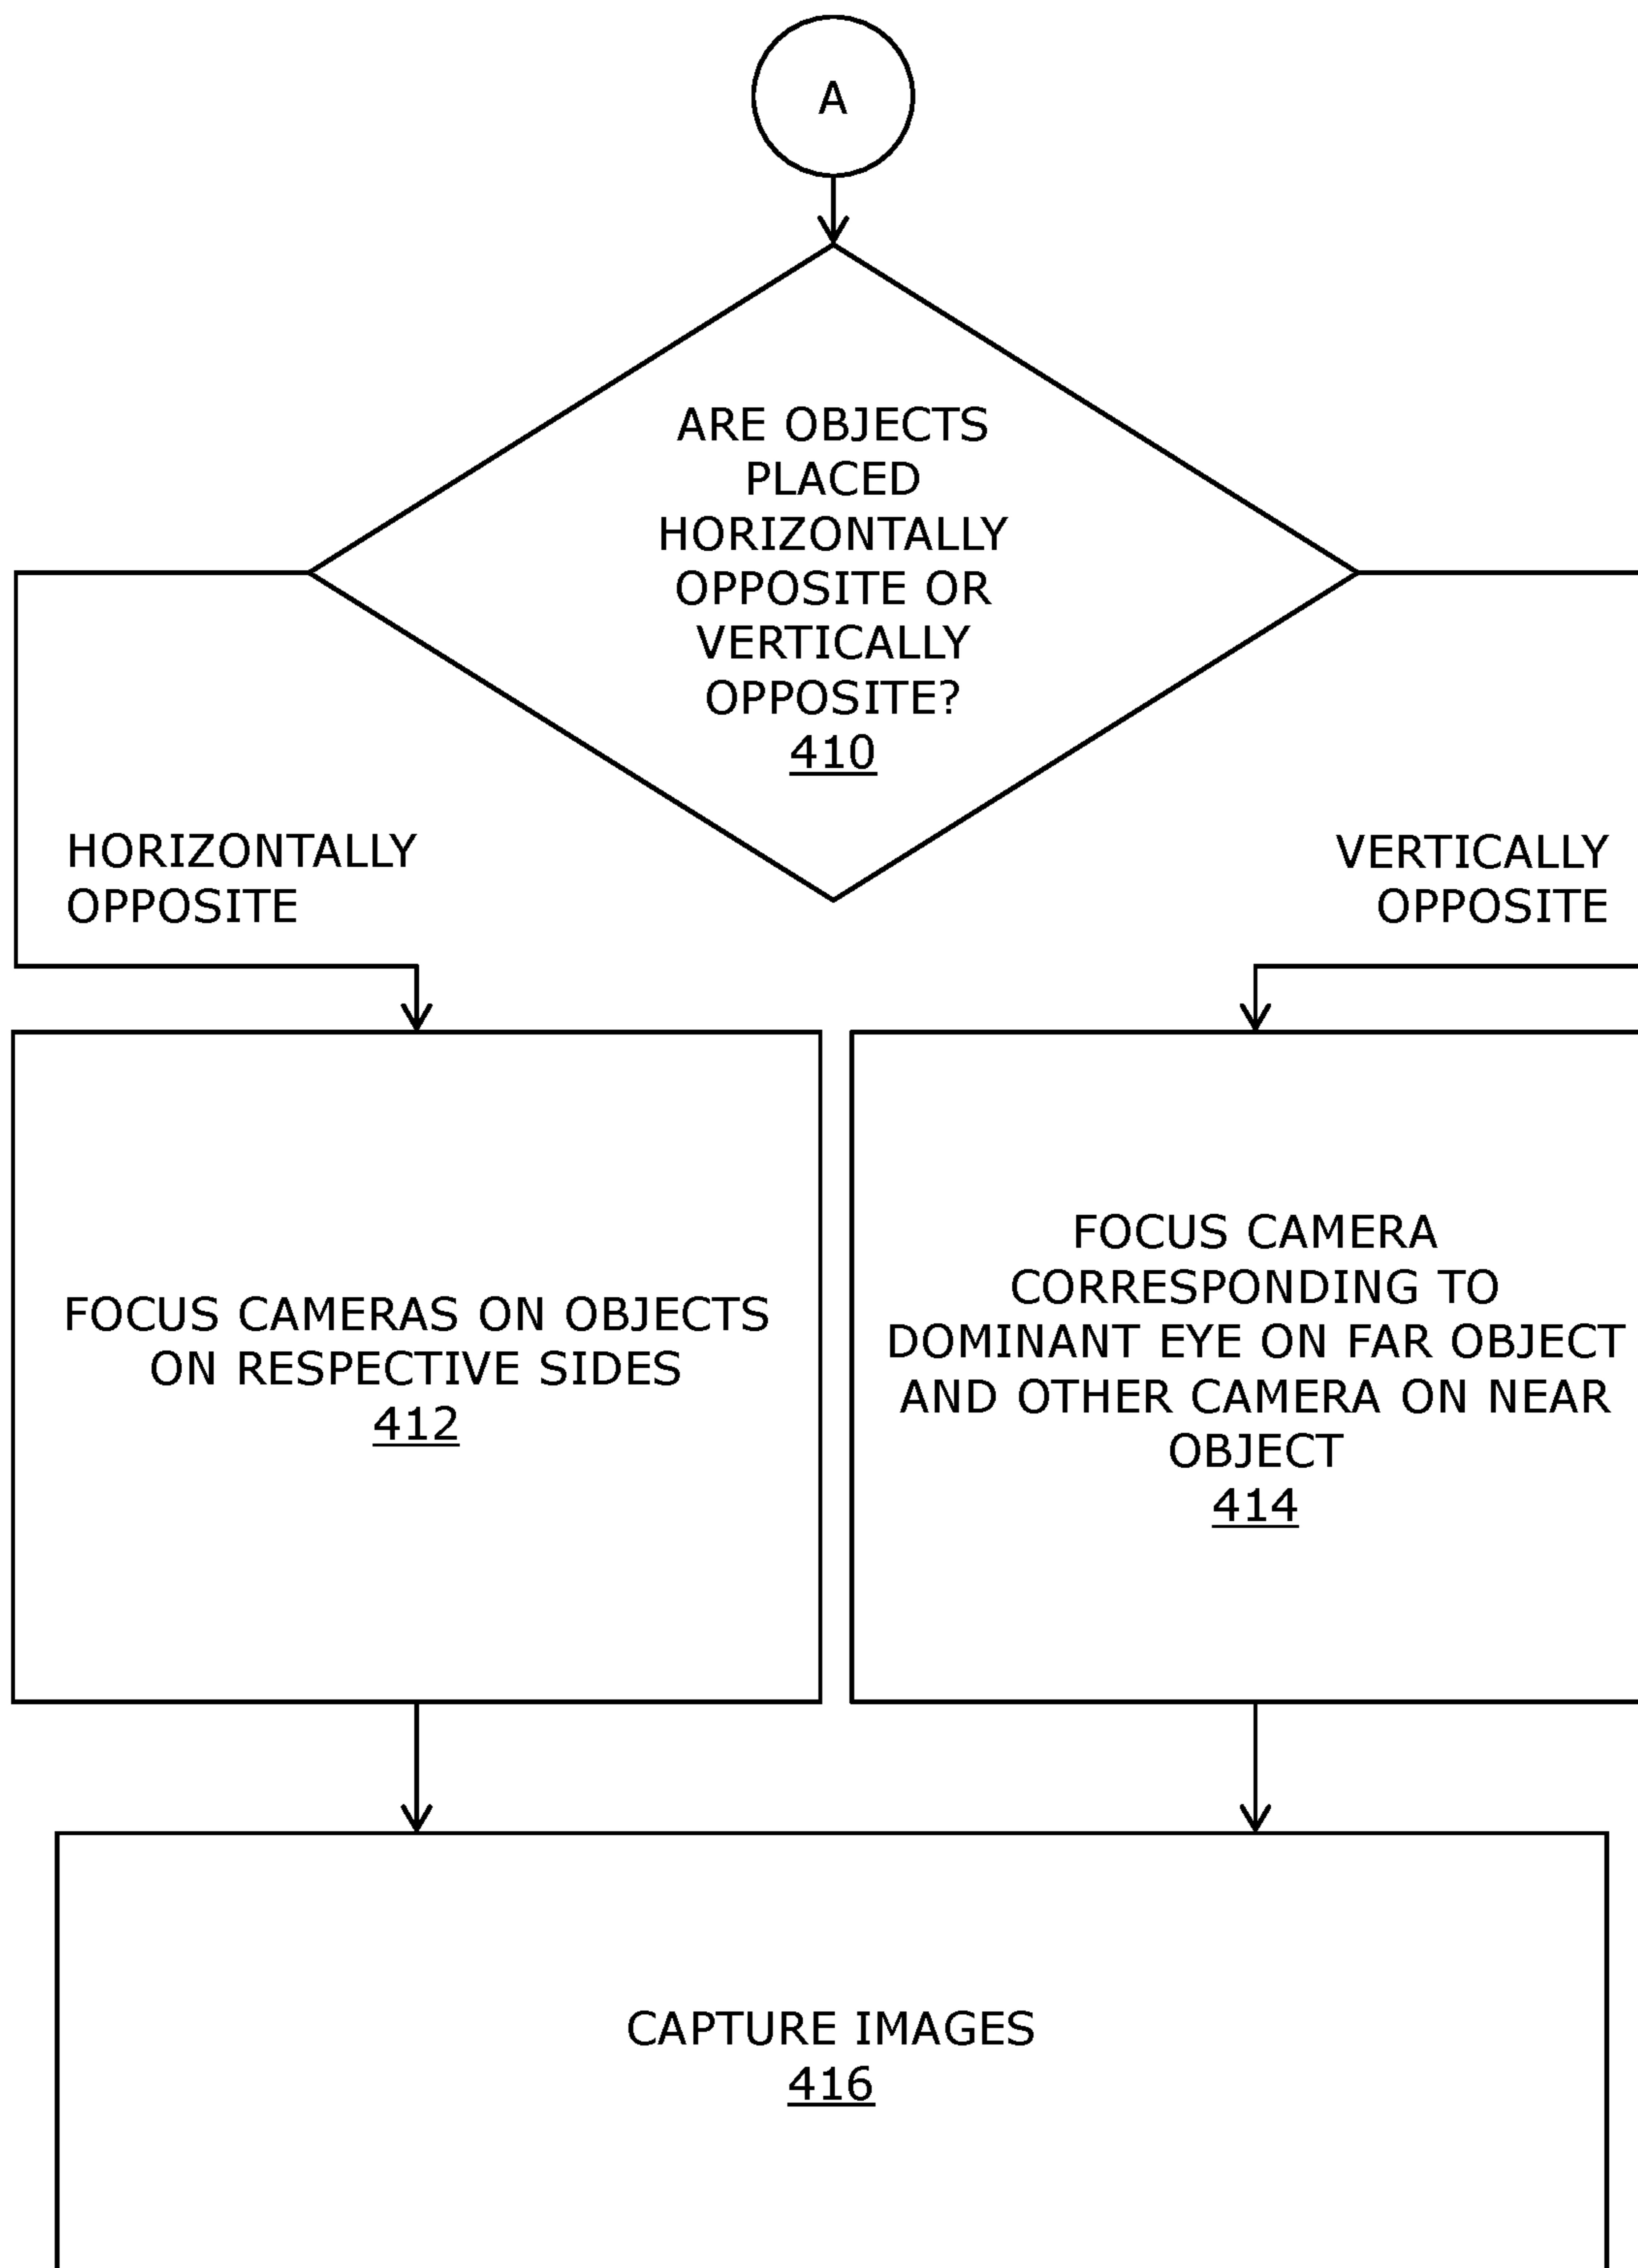 A
ARE OBJECTS
PLACED
HORIZONTALLY
OPPOSITE OR
VERTICALLY
OPPOSITE?
410
HORIZONTALLY
OPPOSITE
VERTICALLY
OPPOSITE
FOCUS CAMERAS ON OBJECTS
ON RESPECTIVE SIDES
412
FOCUS CAMERA
CORRESPONDING TO
DOMINANT EYE ON FAR OBJECT
AND OTHER CAMERA ON NEAR
OBJECT
414
CAPTURE IMAGES
416